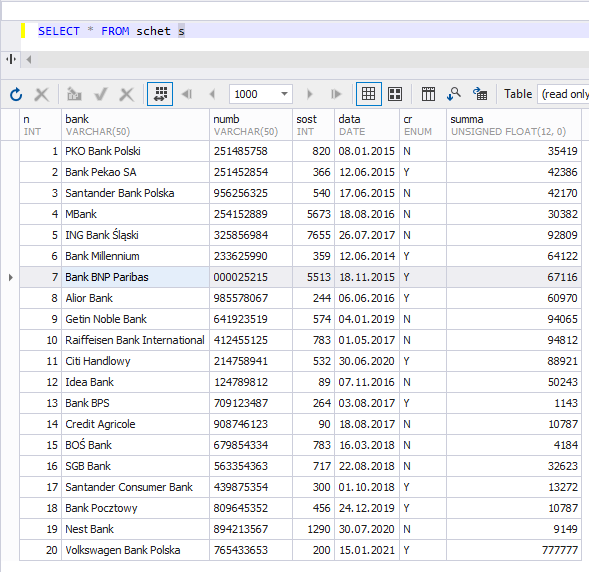 SELECT * FROM schet s
1000 Table (read only
n bank numb sost data cr summa
INT VARCHAR(50) VARCHAR(50) INT DATE ENUM UNSIGNED FLOAT(12, 0)
1 PKO Bank Polski 251485758 820 08.01.2015 N 35419
2 Bank Pekao SA 251452854 366 12.06.2015 Y 42386
3 Santander Bank Polska 956256325 540 17.06.2015 N 42170
4 MBank 254152889 5673 18.08.2016 N 30382
5 ING Bank Śląski 325856984 7655 26.07.2017 N 92809
6 Bank Millennium 233625990 359 12.06.2014 Y 64122
7 Bank BNP Paribas 000025215 5513 18.11.2015 Y 67116
8 Alior Bank 985578067 244 06.06.2016 Y 60970
9 Getin Noble Bank 641923519 574 04.01.2019 N 94065
10 Raiffeisen Bank International 412455125 783 01.05.2017 N 94812
11 Citi Handlowy 214758941 532 30.06.2020 Y 88921
12 Idea Bank 124789812 89 07.11.2016 N 50243
13 Bank BPS 709123487 264 03.08.2017 Y 1143
14 Credit Agricole 908746123 90 18.08.2017 N 10787
15 BOŚ Bank 679854334 783 16.03.2018 N 4184
16 SGB Bank 563354363 717 22.08.2018 N 32623
17 Santander Consumer Bank 439875354 300 01.10.2018 Y 13272
18 Bank Pocztowy 809645352 456 24.12.2019 Y 10787
19 Nest Bank 894213567 1290 30.07.2020 N 9149
20 Volkswagen Bank Polska 765433653 200 15.01.2021 Y 777777